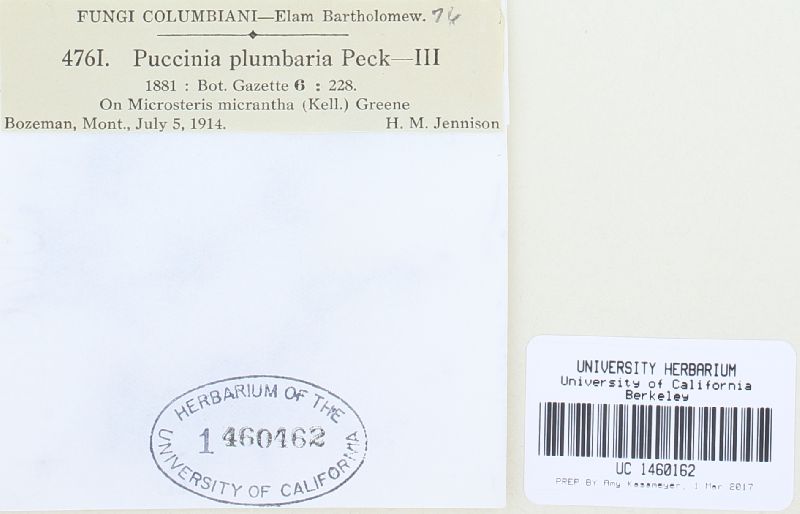 FUNGI COLUMBIANI—Elam Bartholomew. 74
4761. Puccinia plumbaria Peck—III
1881 : Bot. Gazette 6 : 228.
On Microsteris micrantha (Kell.) Greene
Bozeman, Mont., July 5, 1914. H. M. Jennison
HERBARIUM OF THE
1460162
UNIVERSITY OF CALIFORNIA
UNIVERSITY HERBARIUM
University of California
Berkeley
UC 1460162
PREP BY Amy Kasameyer, 1 Mar 2017